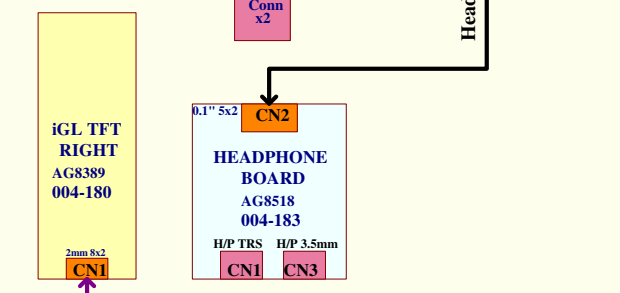 Conn
x2
Head
iGL TFT
RIGHT
AG8389
004-180
2mm 8x2
CN1
0.1" 5x2
CN2
HEADPHONE
BOARD
AG8518
004-183
H/P TRS
H/P 3.5mm
CN1
CN3